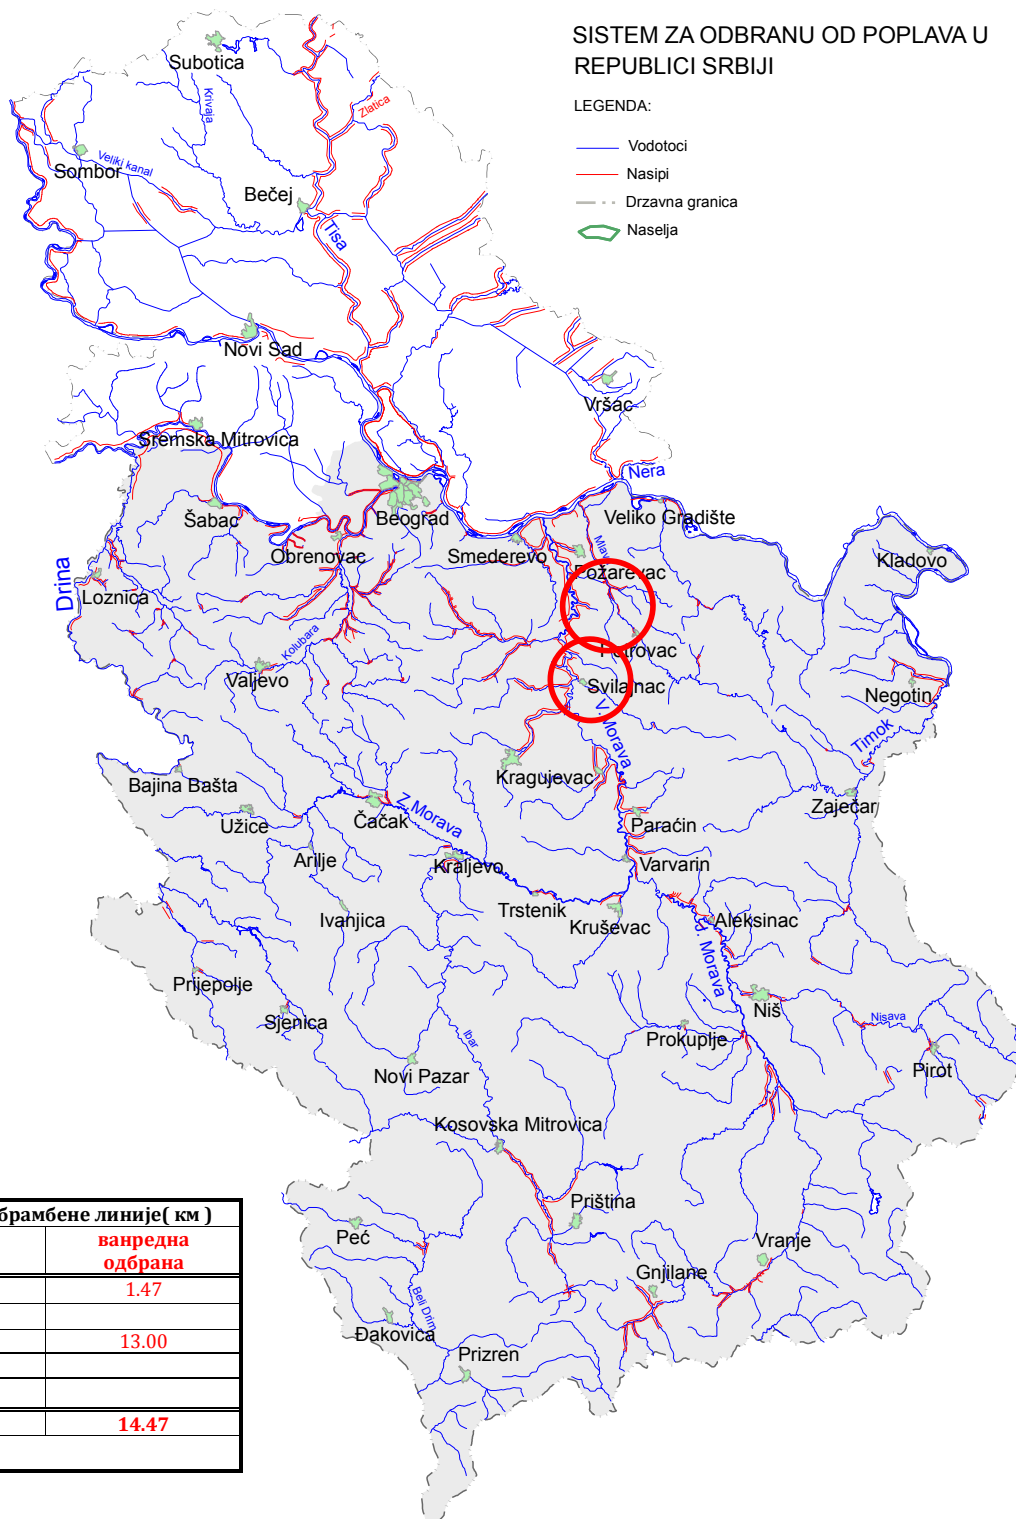 SISTEM ZA ODBRANU OD POPLAVA U
REPUBLICI SRBIJI
LEGENDA:
Vodotoci
Nasipi
Drzavna granica
Naselja
Subotica
Krivaja
Zlatica
Sombor
Veliki kanal
Bečej
Tisa
Novi Sad
Vršac
Sremska Mitrovica
Nera
Šabac
Beograd
Veliko Gradište
Obrenovac
Smederevo
Mlava
Požarevac
Kladovo
Drina
Loznica
Kolubara
Petrovac
Valjevo
Svilajnac
Negotin
V. Morava
Timok
Kragujevac
Bajina Bašta
Zaječar
Užice
Čačak
Z.Morava
Paraćin
Arilje
Kraljevo
Varvarin
Ivanjica
Trstenik
Kruševac
Aleksinac
J. Morava
Prijepolje
Sjenica
Niš
Nisava
Ibar
Prokuplje
Pirot
Novi Pazar
Kosovska Mitrovica
Priština
Peć
Vranje
Gnjilane
Beli Drim
Đakovica
Prizren
брамбене линије( км )
ванредна
одбрана
1.47
13.00
14.47